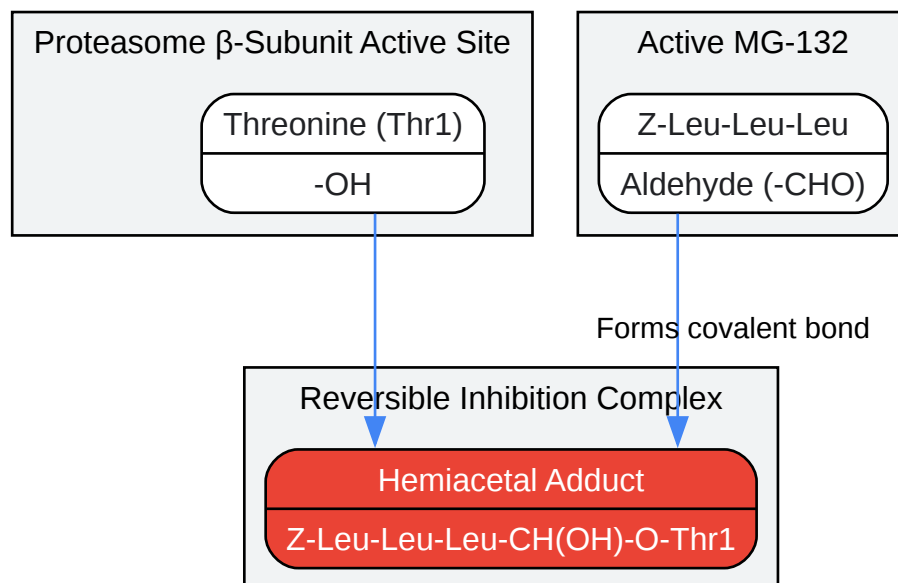 Proteasome β-Subunit Active Site
Threonine (Thr1)
-OH
Active MG-132
Z-Leu-Leu-Leu
Aldehyde (-CHO)
Forms covalent bond
Reversible Inhibition Complex
Hemiacetal Adduct
Z-Leu-Leu-Leu-CH(OH)-O-Thr1